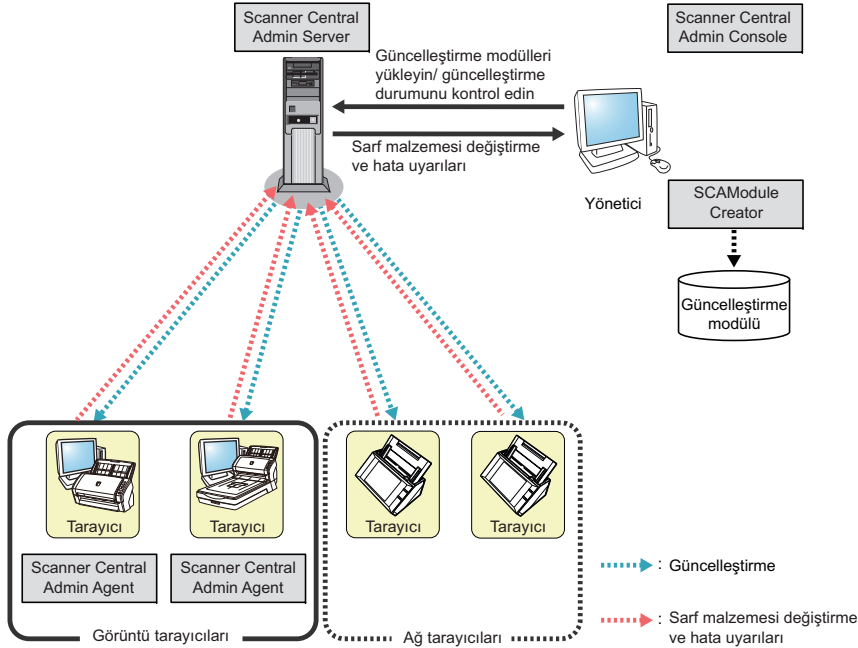 Scanner Central
Admin Server
Scanner Central
Admin Console
Güncelleştirme modülleri
yükleyin/ güncelleştirme
durumunu kontrol edin
Sarf malzemesi değiştirme
ve hata uyarıları
Yönetici
SCAModule
Creator
Güncelleştirme
modülü
Tarayıcı
Tarayıcı
Tarayıcı
Tarayıcı
Scanner Central
Admin Agent
Scanner Central
Admin Agent
Görüntü tarayıcıları
Ağ tarayıcıları
: Güncelleştirme
: Sarf malzemesi değiştirme
ve hata uyarıları